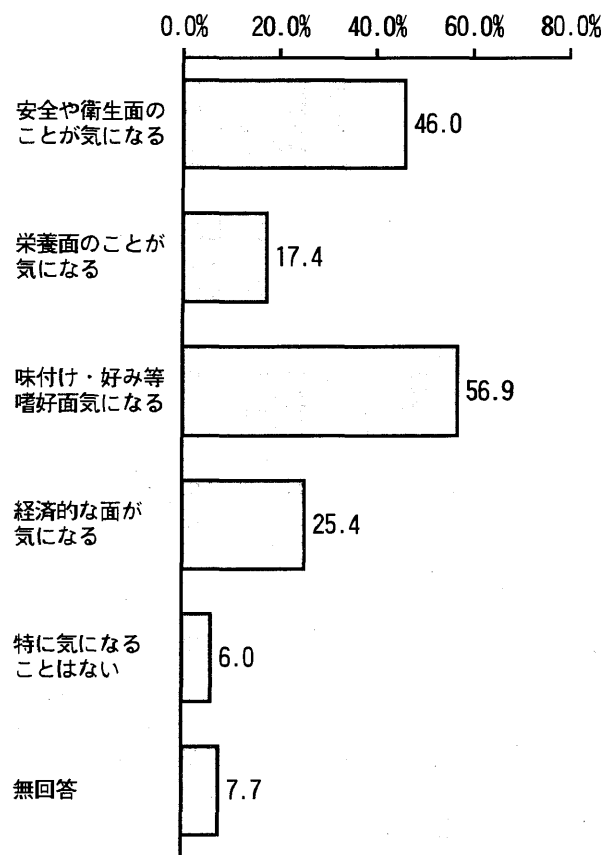 0.0% 20.0% 40.0% 60.0% 80.0%
安全や衛生面の
ことが気になる
46.0
栄養面のことが
気になる
17.4
味付け・好み等
嗜好面気になる
56.9
経済的な面が
気になる
25.4
特に気になる
ことはない
6.0
無回答
7.7